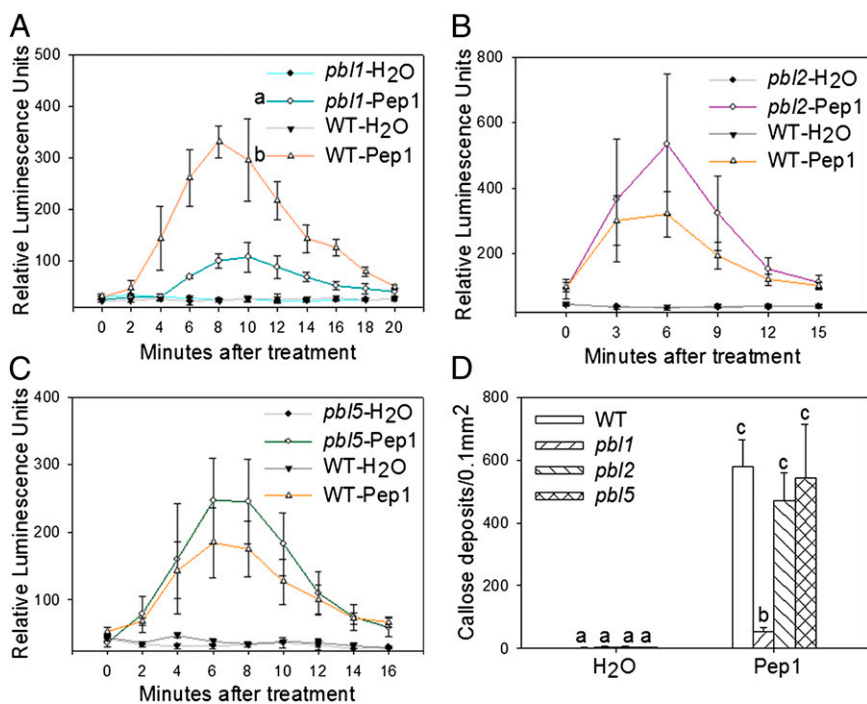 A
Relative Luminescence Units
500
400
300
200
100
pbl1-H2O
a pbl1-Pep1
WT-H2O
b WT-Pep1
0 2 4 6 8 10 12 14 16 18 20
Minutes after treatment
B
Relative Luminescence Units
800
600
400
200
pbl2-H2O
pbl2-Pep1
WT-H2O
WT-Pep1
0 3 6 9 12 15
Minutes after treatment
C
Relative Luminescence Units
400
300
200
100
pbl5-H2O
pbl5-Pep1
WT-H2O
WT-Pep1
0 2 4 6 8 10 12 14 16
Minutes after treatment
D
Callose deposits/0.1mm2
800
600
400
200
0
WT
pbl1
pbl2
pbl5
a a a a
c b c c
H2O Pep1